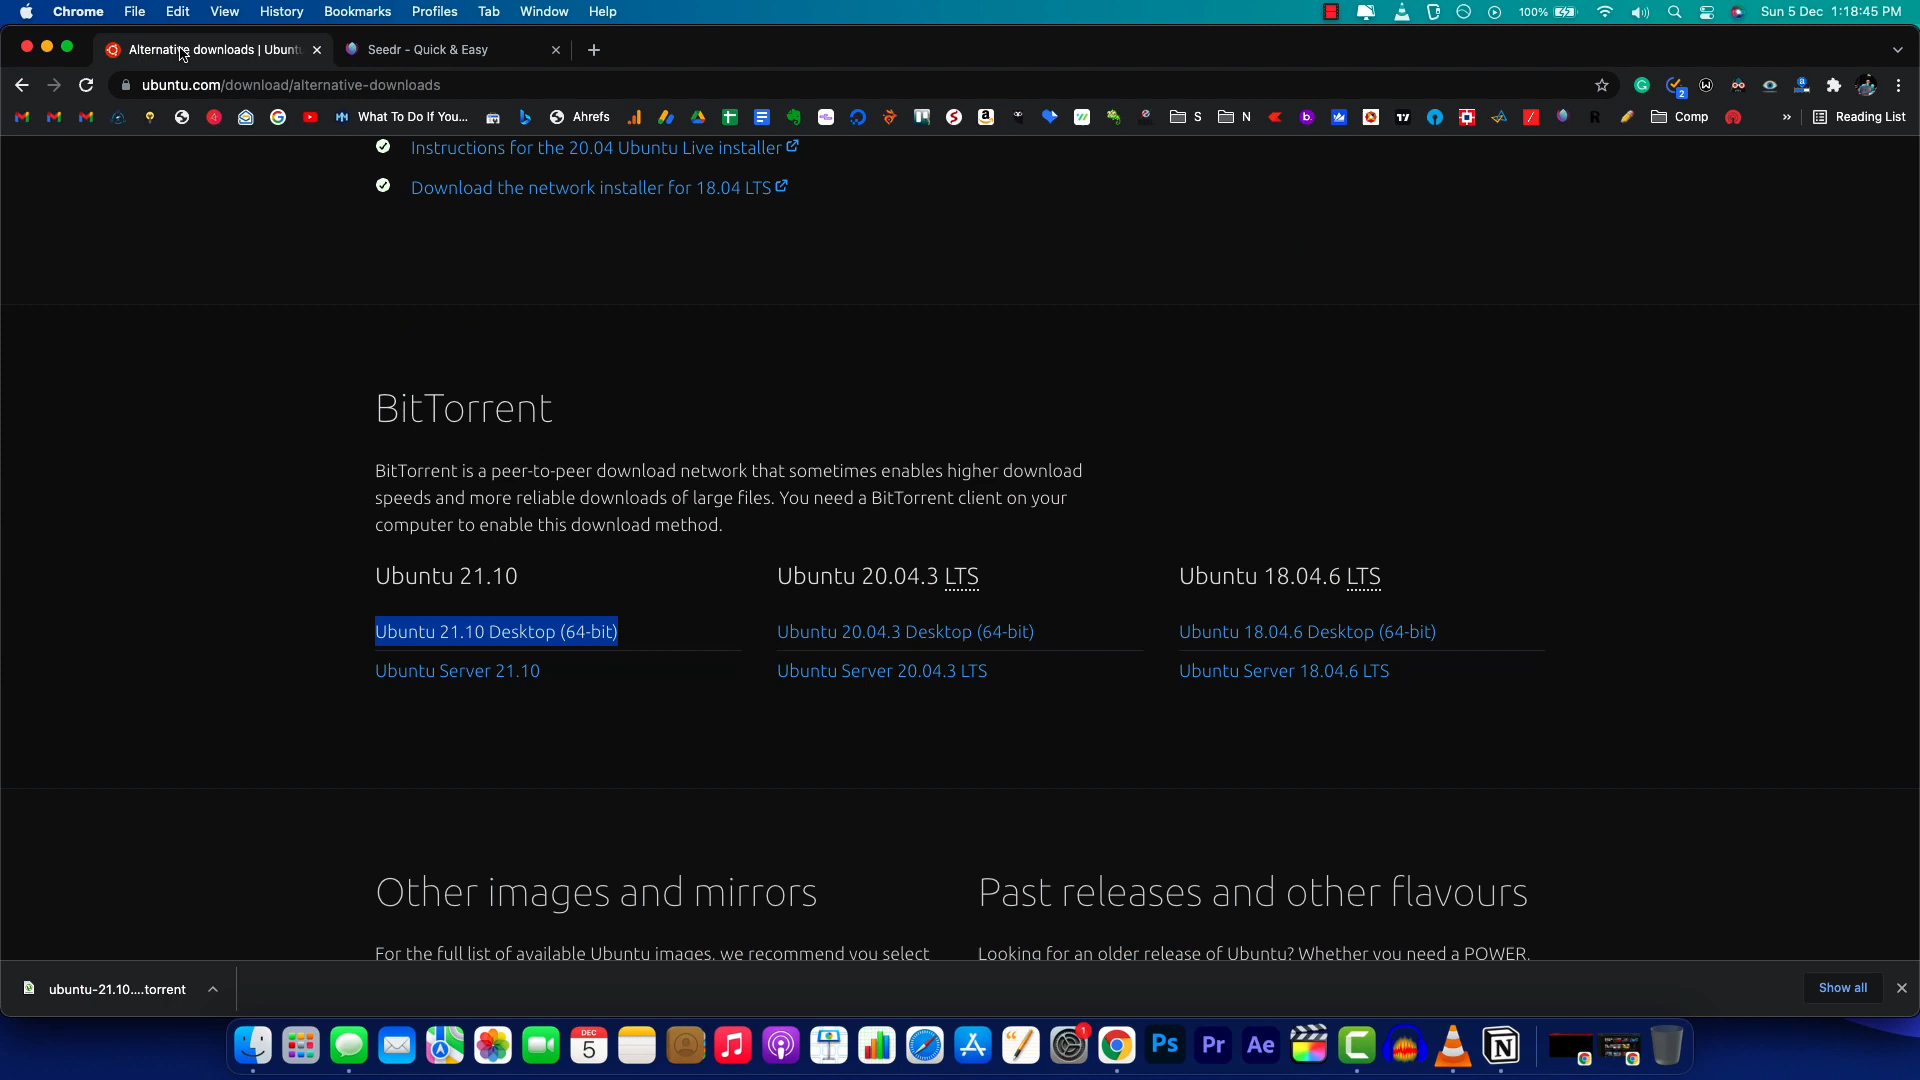 Chrome File Edit View History Bookmarks Profiles Tab Window Help 100% Sun 5 Dec 1:18:45 PM
Alternative downloads | Ubuntu Seedr - Quick & Easy
ubuntu.com/download/alternative-downloads
What To Do If You... Ahrefs S N Comp » Reading List
Instructions for the 20.04 Ubuntu Live installer
Download the network installer for 18.04 LTS
BitTorrent
BitTorrent is a peer-to-peer download network that sometimes enables higher download
speeds and more reliable downloads of large files. You need a BitTorrent client on your
computer to enable this download method.
Ubuntu 21.10 Ubuntu 20.04.3 LTS Ubuntu 18.04.6 LTS
Ubuntu 21.10 Desktop (64-bit) Ubuntu 20.04.3 Desktop (64-bit) Ubuntu 18.04.6 Desktop (64-bit)
Ubuntu Server 21.10 Ubuntu Server 20.04.3 LTS Ubuntu Server 18.04.6 LTS
Other images and mirrors Past releases and other flavours
For the full list of available Ubuntu images, we recommend you select Looking for an older release of Ubuntu? Whether you need a POWER,
ubuntu-21.10....torrent Show all
DEC
5
1
Ps Pr Ae